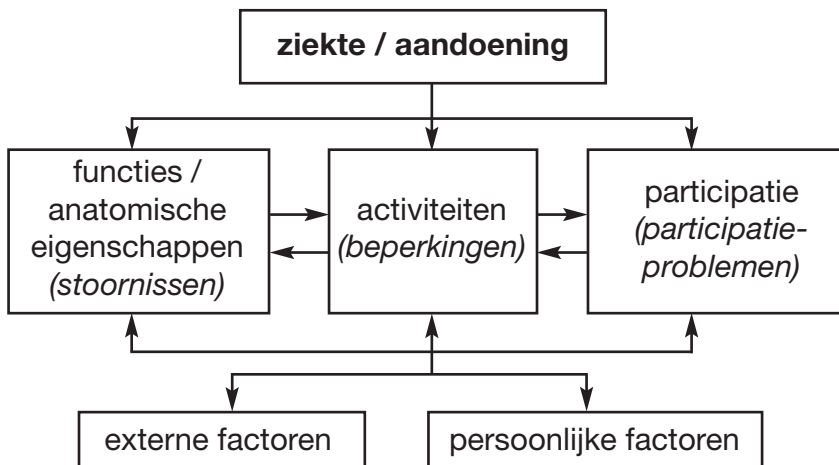 ziekte / aandoening
functies /
anatomische
eigenschappen
(stoornissen)
activiteiten
(beperkingen)
participatie
(participatie-
problemen)
externe factoren
persoonlijke factoren